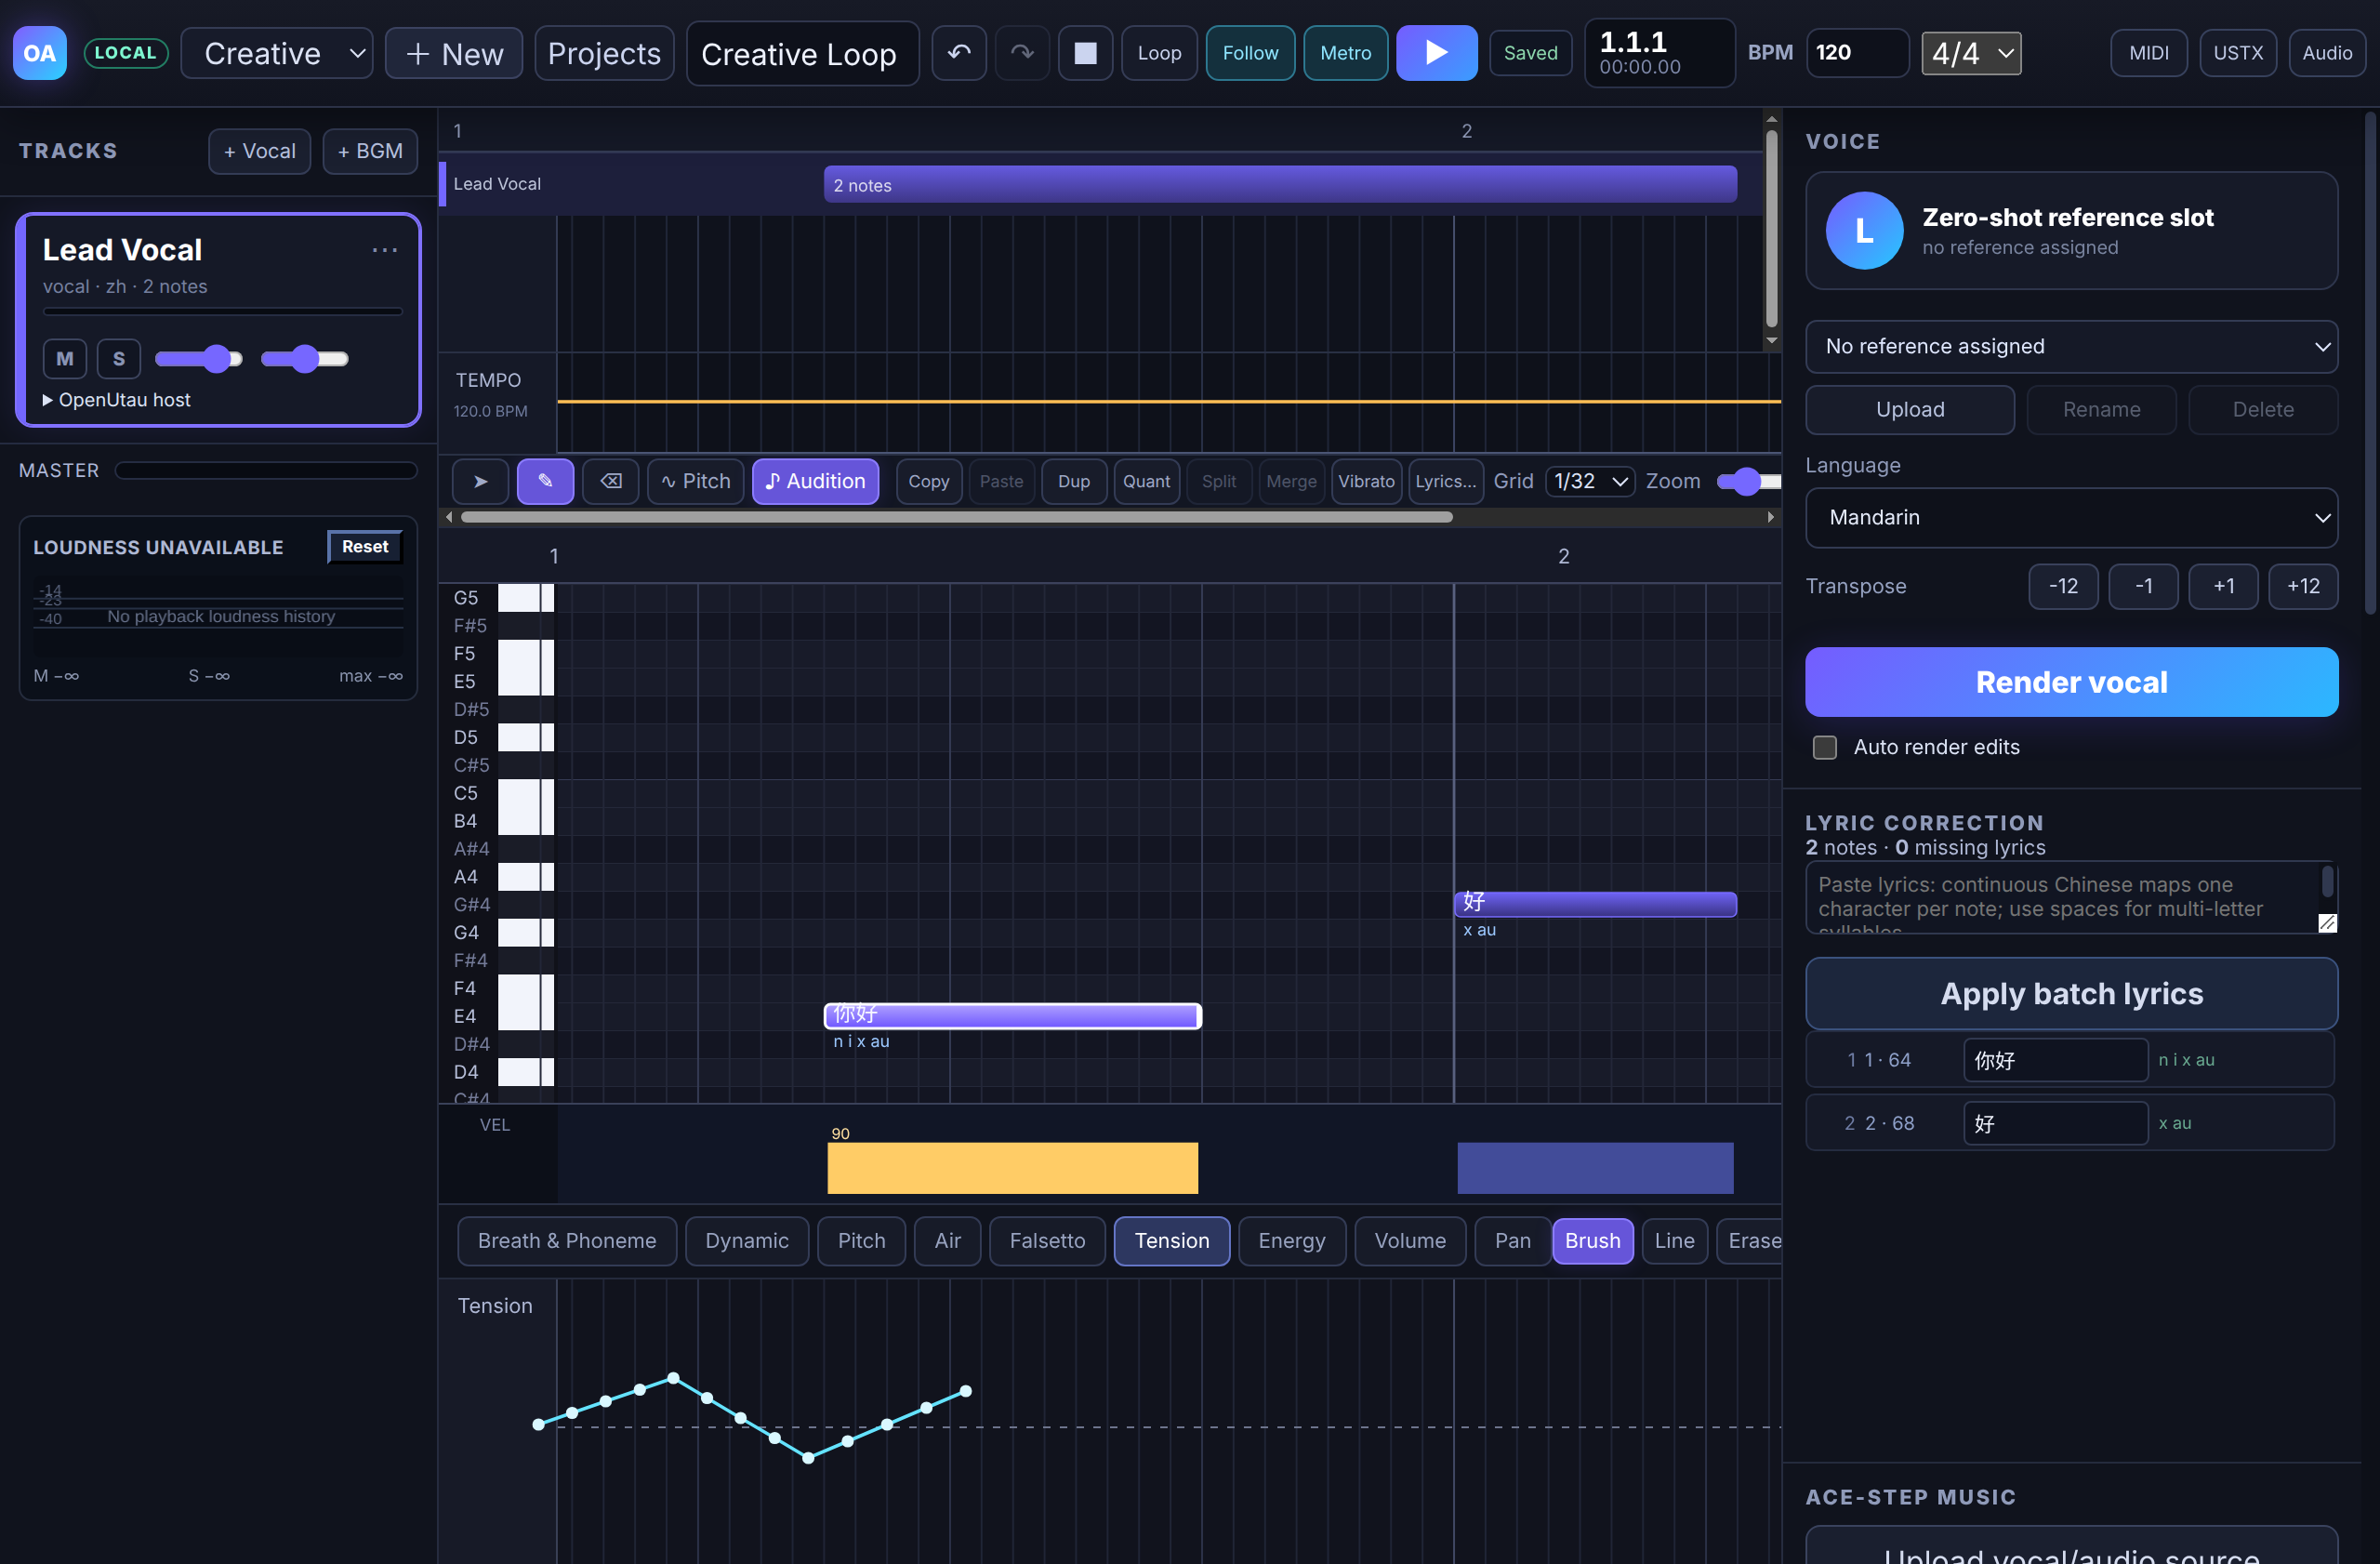 OA LOCAL Creative + New Projects Creative Loop Loop Follow Metro Saved 1.1.1 BPM 120 4/4 MIDI USTX Audio
00:00.00
TRACKS + Vocal + BGM
Lead Vocal ...
vocal · zh · 2 notes
M S
OpenUtau host
MASTER
LOUDNESS UNAVAILABLE Reset
-14
-23
-40 No playback loudness history
M −∞ S −∞ max −∞
1 2
Lead Vocal 2 notes
TEMPO
120.0 BPM
Pitch Audition Copy Paste Dup Quant Split Merge Vibrato Lyrics... Grid 1/32 Zoom
1 2
G5
F#5
F5
E5
D#5
D5
C#5
C5
B4
A#4
A4
G#4 好
G4 x au
F#4
F4
E4 你好
D#4 n i x au
D4
C#4
VEL 90
Breath & Phoneme Dynamic Pitch Air Falsetto Tension Energy Volume Pan Brush Line Erase
Tension
VOICE
L Zero-shot reference slot
no reference assigned
No reference assigned
Upload Rename Delete
Language
Mandarin
Transpose -12 -1 +1 +12
Render vocal
Auto render edits
LYRIC CORRECTION
2 notes · 0 missing lyrics
Paste lyrics: continuous Chinese maps one
character per note; use spaces for multi-letter
syllables
Apply batch lyrics
1 1 · 64 你好 n i x au
2 2 · 68 好 x au
ACE-STEP MUSIC
Upload vocal/audio source